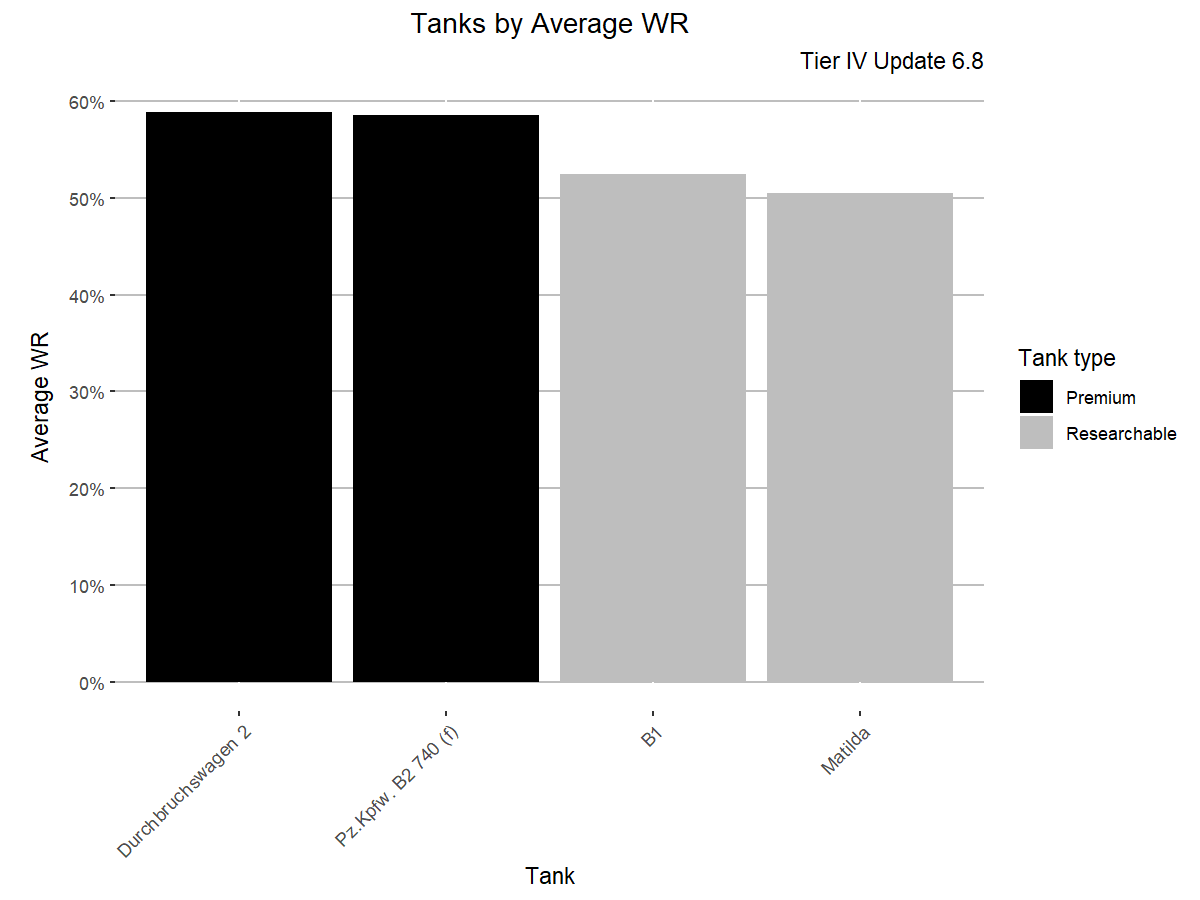 Tanks by Average WR
Tier IV Update 6.8
60%
50%
40%
30%
20%
10%
0%
Average WR
Durchbruchswagen 2
Pz.Kpfw. B2 740 (f)
B1
Matilda
Tank
Tank type
Premium
Researchable